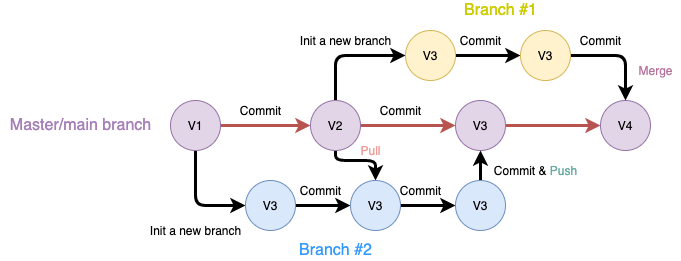 Branch #1
Init a new branch
V3
Commit
V3
Commit
Merge
Master/main branch
V1
Commit
V2
Commit
V3
V4
Pull
Commit & Push
Init a new branch
V3
Commit
V3
Commit
V3
Branch #2